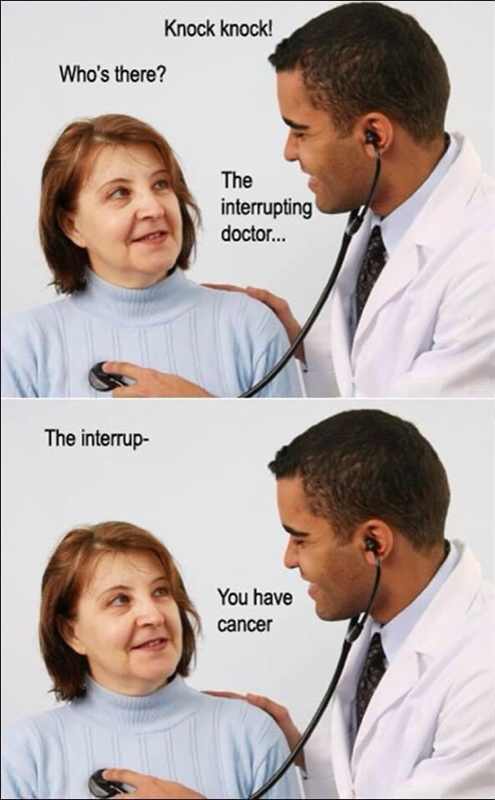 Knock knock!
Who's there?
The
interrupting
doctor...
The interrup-
You have
cancer